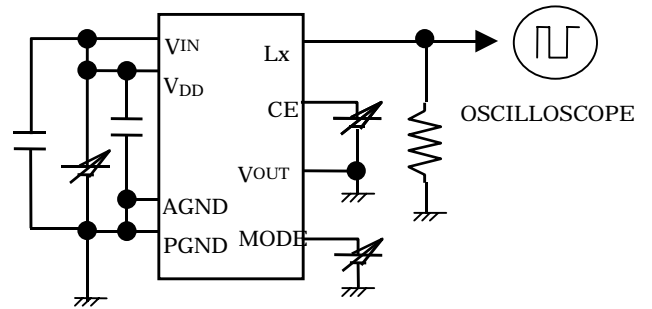 VIN
Lx
VDD
CE
OSCILLOSCOPE
VOUT
AGND
PGND
MODE